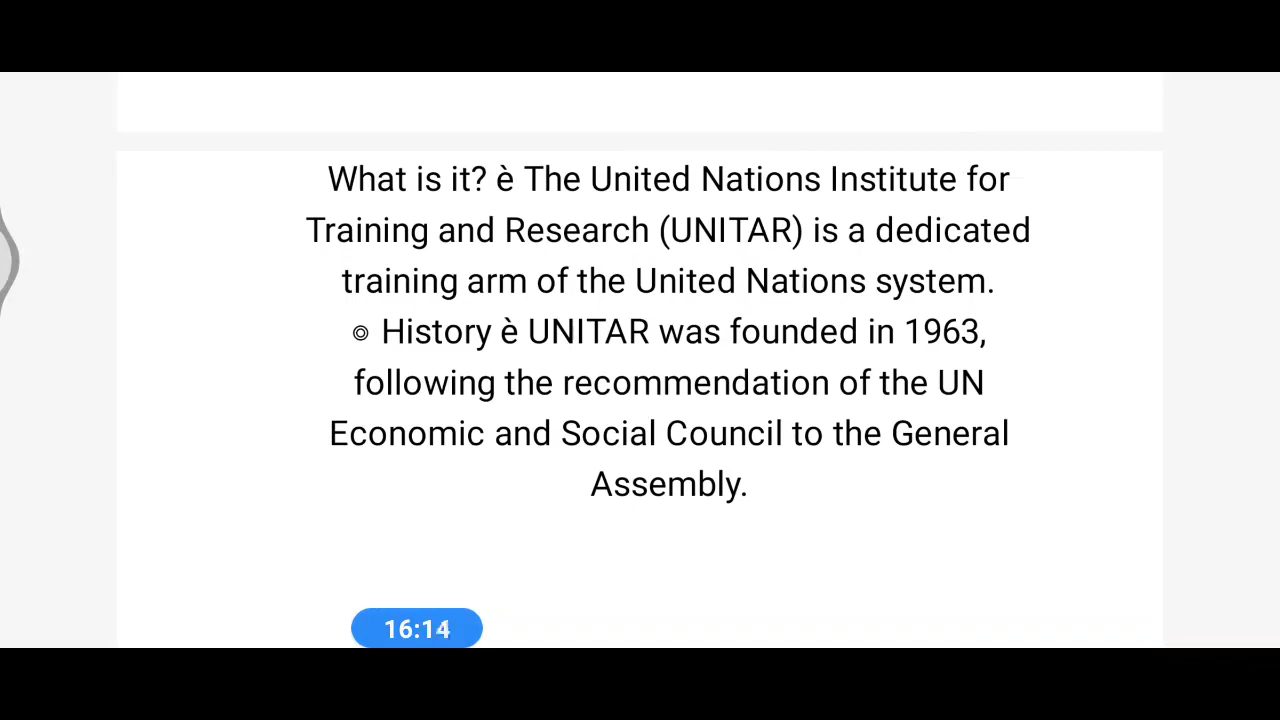 What is it? è The United Nations Institute for
Training and Research (UNITAR) is a dedicated
training arm of the United Nations system.
⌾ History è UNITAR was founded in 1963,
following the recommendation of the UN
Economic and Social Council to the General
Assembly.
16:14